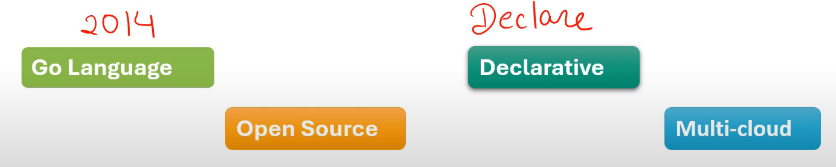 2014
Declare
Go Language
Declarative
Open Source
Multi-cloud